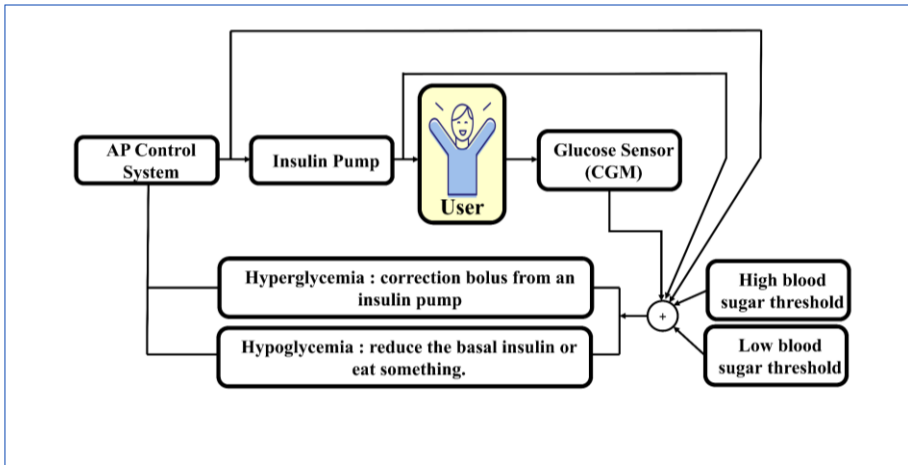 AP Control
System
Insulin Pump
User
Glucose Sensor
(CGM)
Hyperglycemia : correction bolus from an
insulin pump
Hypoglycemia : reduce the basal insulin or
eat something.
+
High blood
sugar threshold
Low blood
sugar threshold